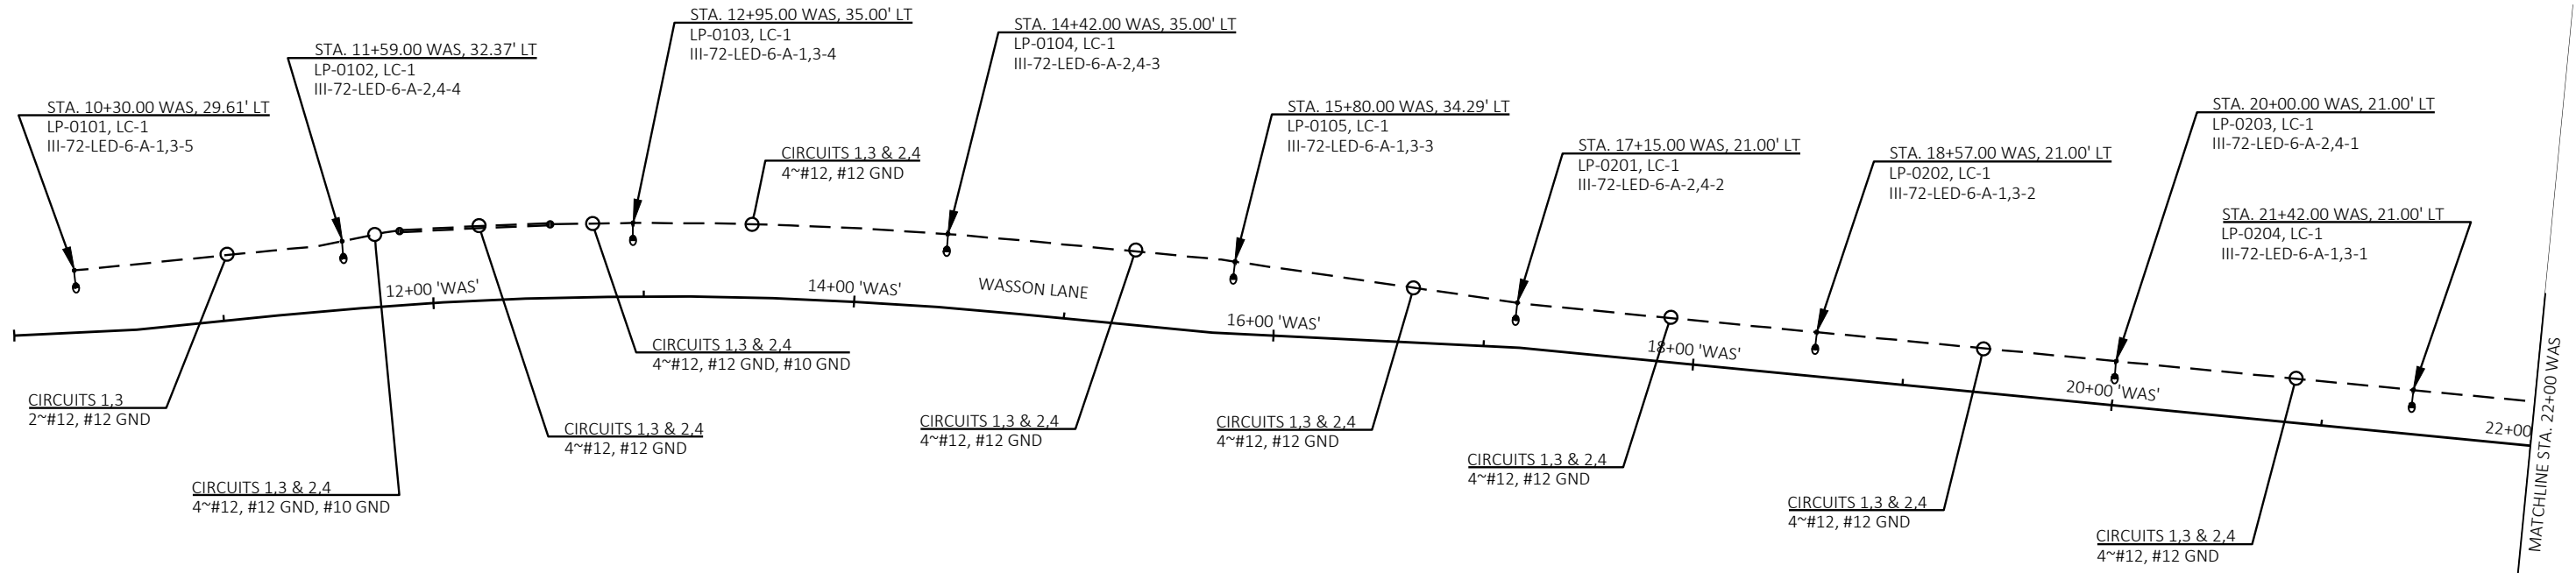 STA. 10+30.00 WAS, 29.61' LT
LP-0101, LC-1
III-72-LED-6-A-1,3-5
STA. 11+59.00 WAS, 32.37' LT
LP-0102, LC-1
III-72-LED-6-A-2,4-4
STA. 12+95.00 WAS, 35.00' LT
LP-0103, LC-1
III-72-LED-6-A-1,3-4
CIRCUITS 1,3 & 2,4
4~#12, #12 GND
STA. 14+42.00 WAS, 35.00' LT
LP-0104, LC-1
III-72-LED-6-A-2,4-3
STA. 15+80.00 WAS, 34.29' LT
LP-0105, LC-1
III-72-LED-6-A-1,3-3
STA. 17+15.00 WAS, 21.00' LT
LP-0201, LC-1
III-72-LED-6-A-2,4-2
STA. 18+57.00 WAS, 21.00' LT
LP-0202, LC-1
III-72-LED-6-A-1,3-2
STA. 20+00.00 WAS, 21.00' LT
LP-0203, LC-1
III-72-LED-6-A-2,4-1
STA. 21+42.00 WAS, 21.00' LT
LP-0204, LC-1
III-72-LED-6-A-1,3-1
12+00 'WAS'
14+00 'WAS'
WASSON LANE
16+00 'WAS'
18+00 'WAS'
20+00 'WAS'
22+00
MATCHLINE STA. 22+00 WAS
CIRCUITS 1,3
2~#12, #12 GND
CIRCUITS 1,3 & 2,4
4~#12, #12 GND, #10 GND
CIRCUITS 1,3 & 2,4
4~#12, #12 GND
CIRCUITS 1,3 & 2,4
4~#12, #12 GND, #10 GND
CIRCUITS 1,3 & 2,4
4~#12, #12 GND
CIRCUITS 1,3 & 2,4
4~#12, #12 GND
CIRCUITS 1,3 & 2,4
4~#12, #12 GND
CIRCUITS 1,3 & 2,4
4~#12, #12 GND
CIRCUITS 1,3 & 2,4
4~#12, #12 GND